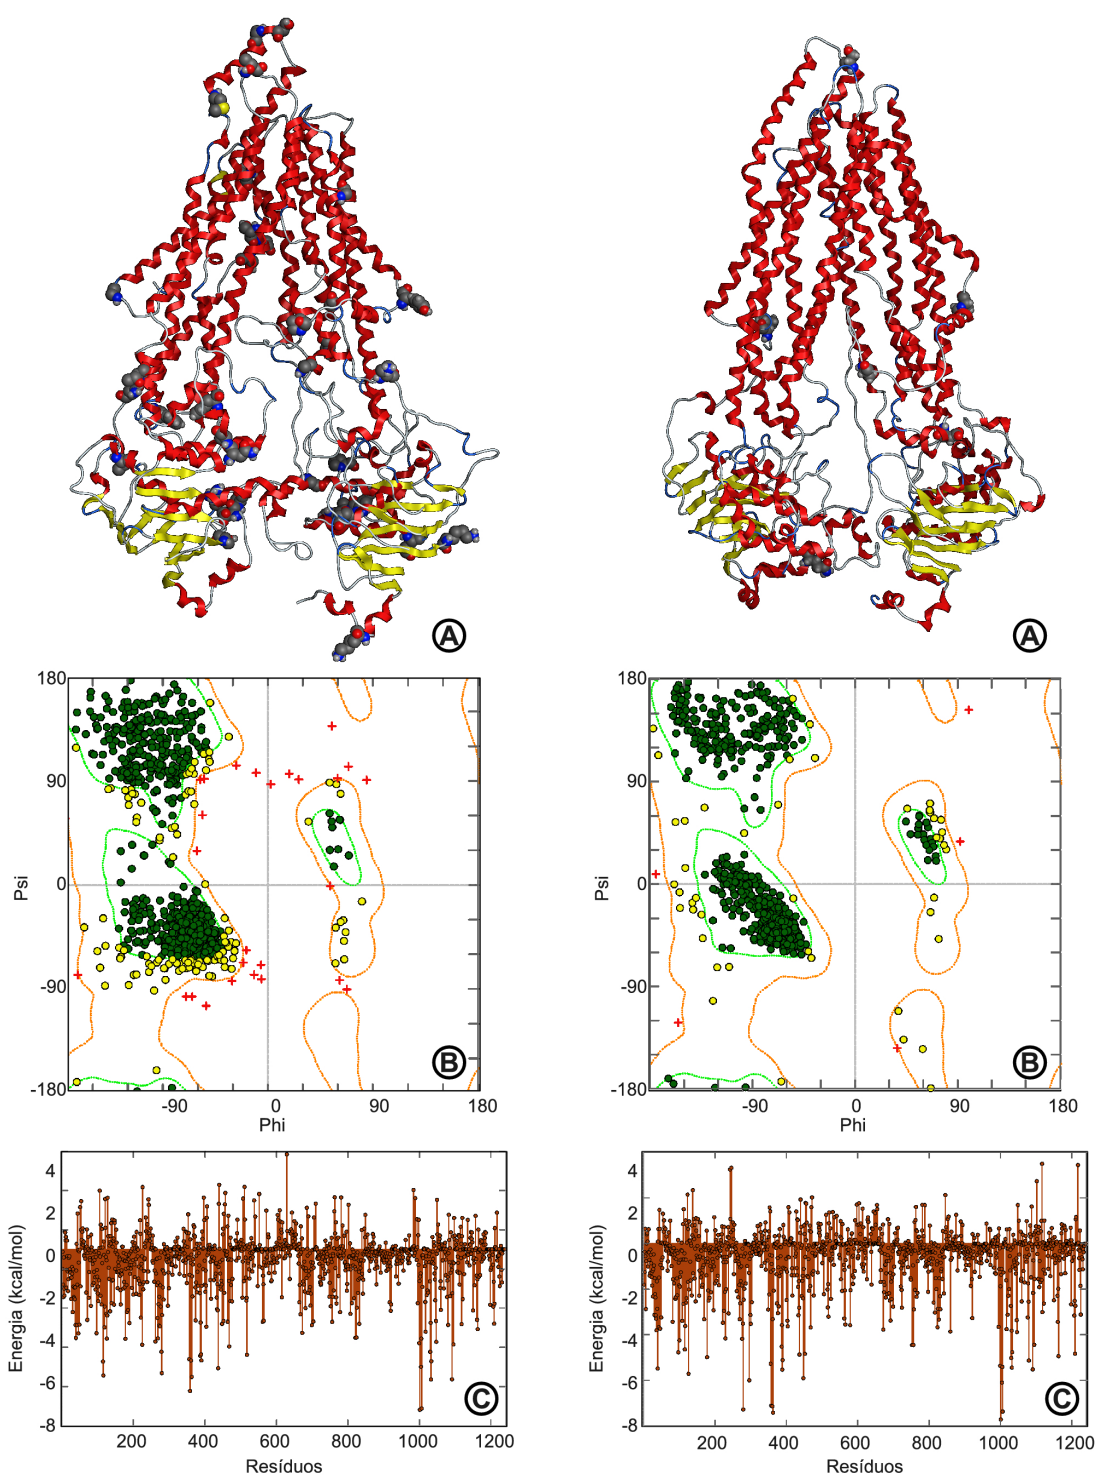 A A
180 180
90 90
0 0
-90 -90
-180 -180
Psi Psi
B B
-90 0 90 180 -90 0 90 180
Phi Phi
4 4
2 2
0 0
-2 -2
-4 -4
-6 -6
-8 -8
Energia (kcal/mol) Energia (kcal/mol)
C C
200 400 600 800 1000 1200 200 400 600 800 1000 1200
Resíduos Resíduos